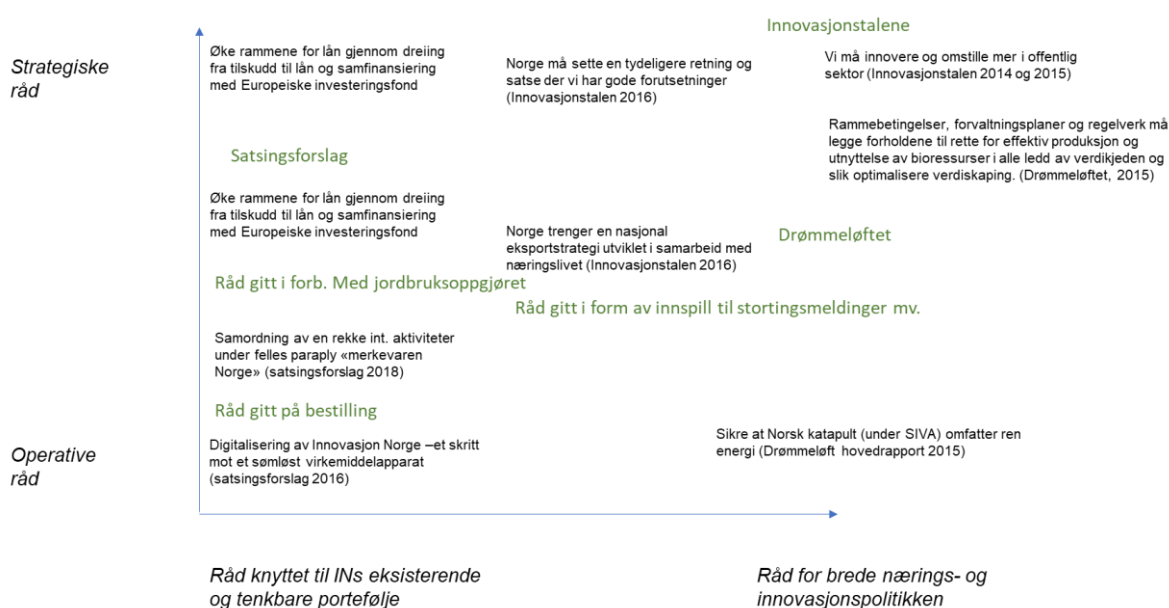 Innovasjonstalene
Strategiske
råd
Øke rammene for lån gjennom dreiing
fra tilskudd til lån og samfinansiering
med Europeiske investeringsfond
Norge må sette en tydeligere retning og
satse der vi har gode forutsetninger
(Innovasjonstalen 2016)
Vi må innovere og omstille mer i offentlig
sektor (Innovasjonstalen 2014 og 2015)
Rammebetingelser, forvaltningsplaner og regelverk må
legge forholdene til rette for effektiv produksjon og
utnyttelse av bioressurser i alle ledd av verdikjeden og
slik optimalisere verdiskaping. (Drømmeløftet, 2015)
Satsingsforslag
Øke rammene for lån gjennom dreiing
fra tilskudd til lån og samfinansiering
med Europeiske investeringsfond
Norge trenger en nasjonal
eksportstrategi utviklet i samarbeid med
næringslivet (Innovasjonstalen 2016)
Drømmeløftet
Råd gitt i forb. Med jordbruksoppgjøret
Råd gitt i form av innspill til stortingsmeldinger mv.
Samordning av en rekke int. aktiviteter
under felles paraply «merkevaren
Norge» (satsingsforslag 2018)
Råd gitt på bestilling
Operative
råd
Digitalisering av Innovasjon Norge –et skritt
mot et sømløst virkemiddelapparat
(satsingsforslag 2016)
Sikre at Norsk katapult (under SIVA) omfatter ren
energi (Drømmeløft hovedrapport 2015)
Råd knyttet til INs eksisterende
og tenkbare portefølje
Råd for brede nærings- og
innovasjonspolitikken